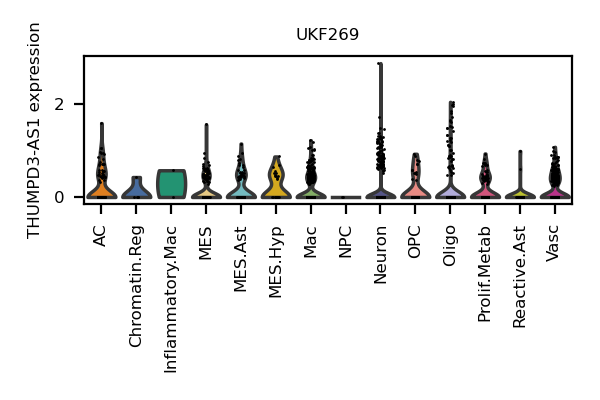 UKF269
THUMPD3-AS1 expression
2
0
AC
Chromatin.Reg
Inflammatory.Mac
MES
MES.Ast
MES.Hyp
Mac
NPC
Neuron
OPC
Oligo
Prolif.Metab
Reactive.Ast
Vasc